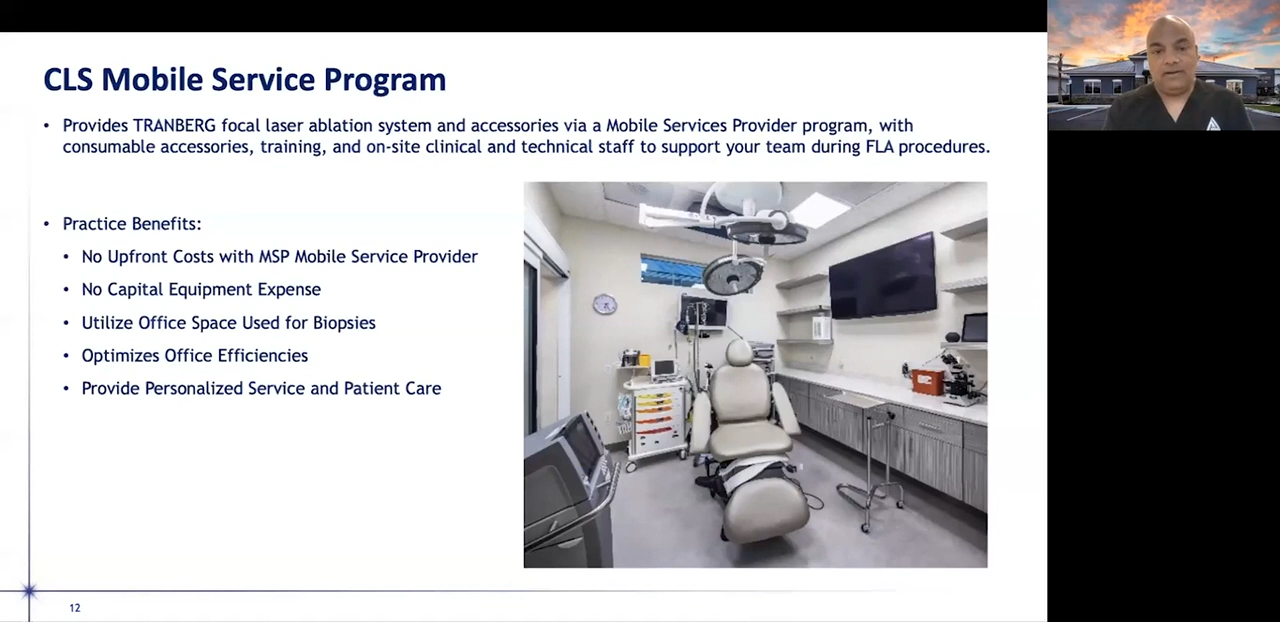 CLS Mobile Service Program
• Provides TRANBERG focal laser ablation system and accessories via a Mobile Services Provider program, with
consumable accessories, training, and on-site clinical and technical staff to support your team during FLA procedures.
• Practice Benefits:
• No Upfront Costs with MSP Mobile Service Provider
• No Capital Equipment Expense
• Utilize Office Space Used for Biopsies
• Optimizes Office Efficiencies
• Provide Personalized Service and Patient Care
12